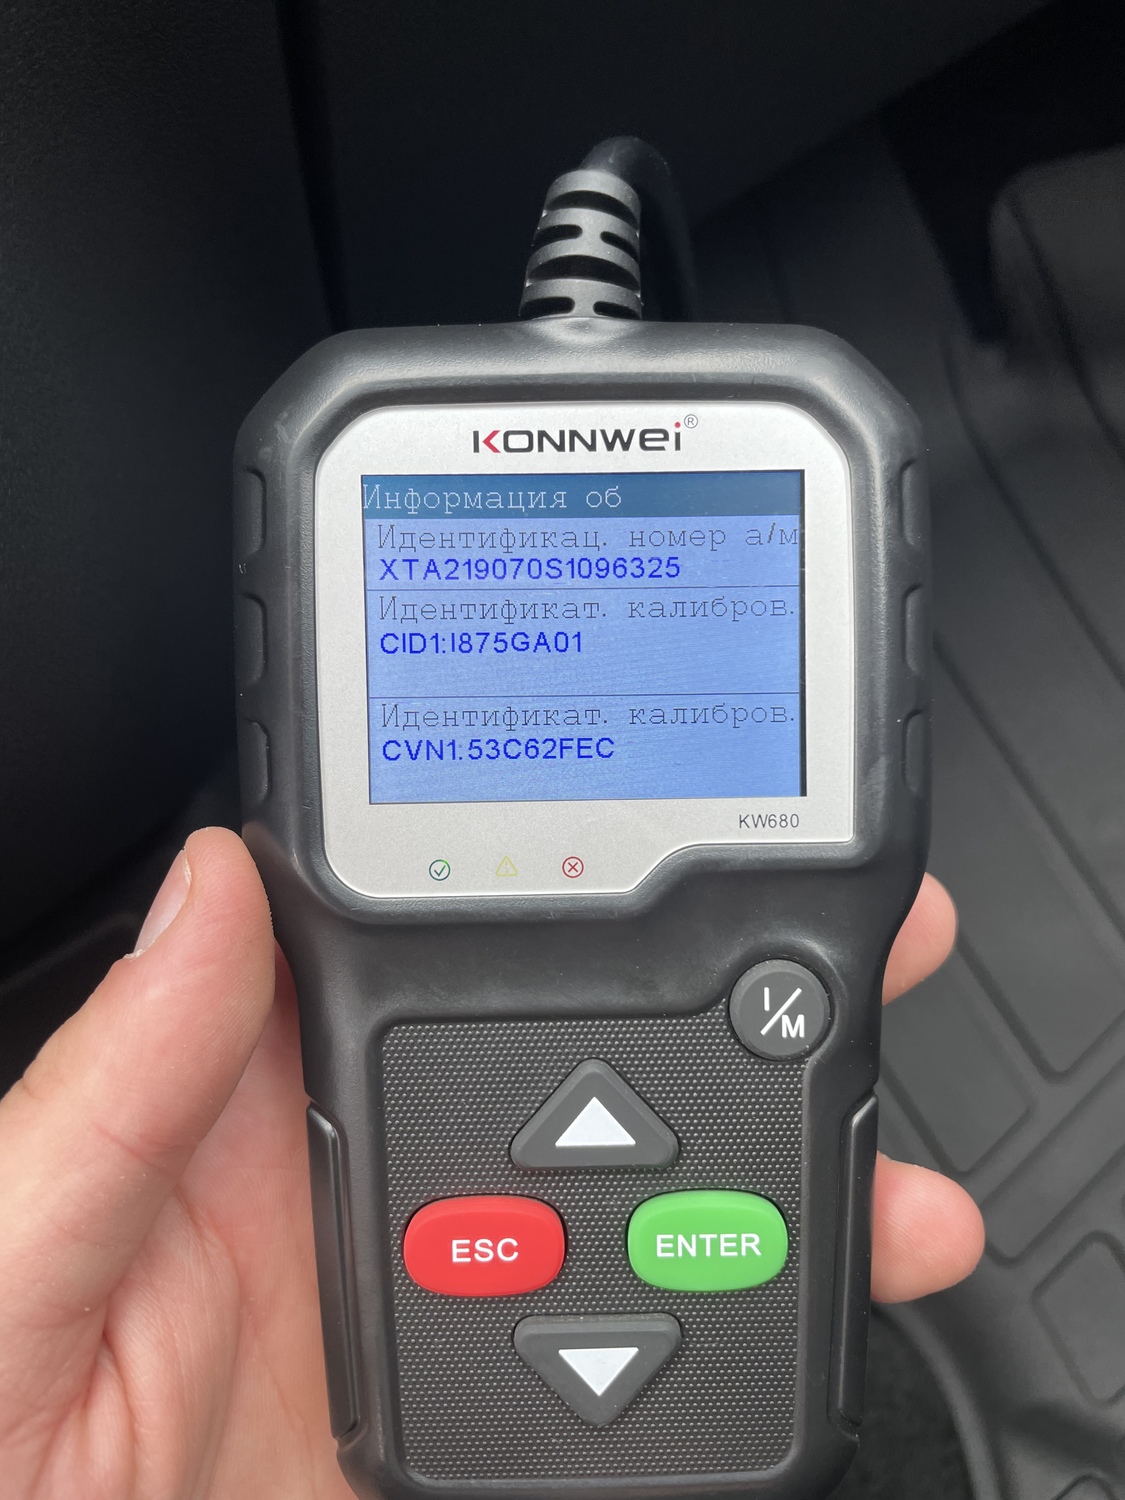 KONNWEI®
Информация об
Идентификац. номер а/м
XTA219070S1096325
Идентификат. калибров.
CID1:I875GA01
Идентификат. калибров.
CVN1:53C62FEC
KW680
I/M
ESC
ENTER